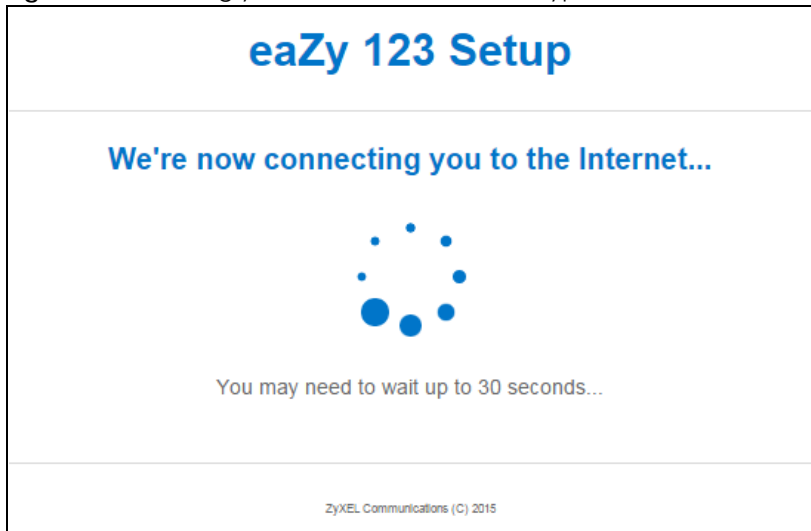 eaZy 123 Setup
We're now connecting you to the Internet...
You may need to wait up to 30 seconds...
ZyXEL Communications (C) 2015